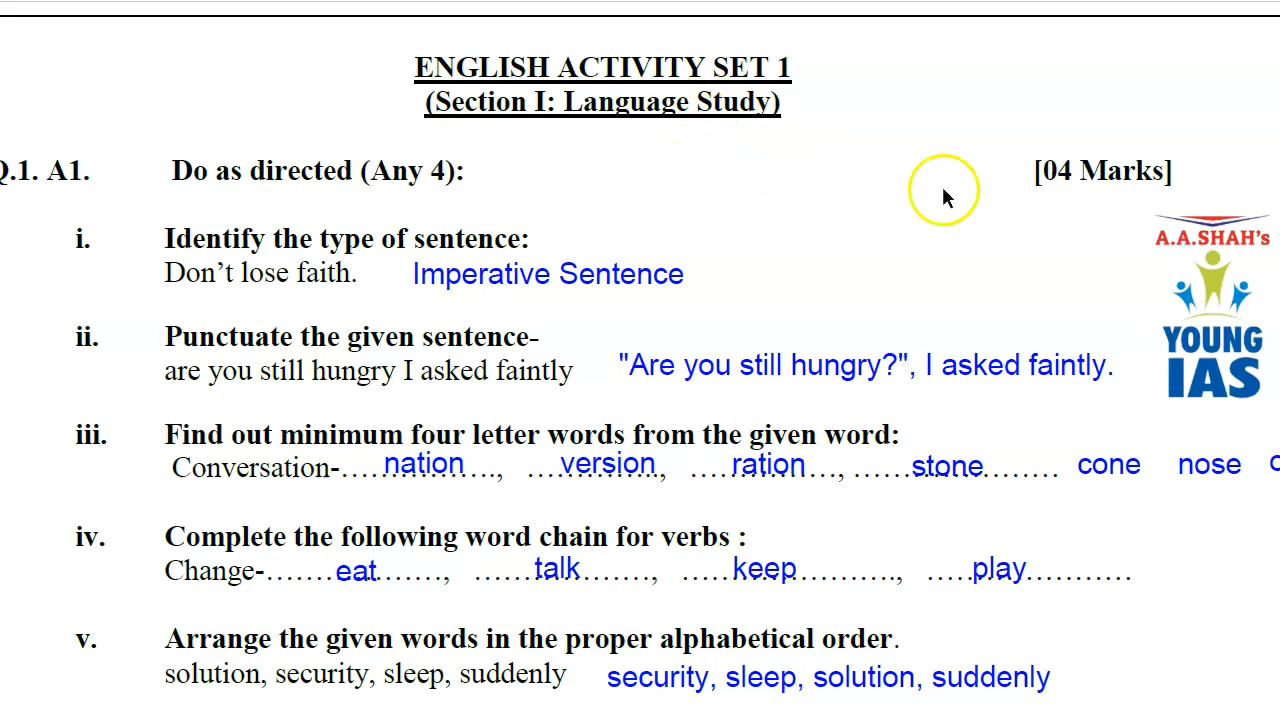 ENGLISH ACTIVITY SET 1
(Section I: Language Study)
Q.1. A1. Do as directed (Any 4): [04 Marks]
i. Identify the type of sentence:
Don’t lose faith. Imperative Sentence
A.A.SHAH's
YOUNG
IAS
ii. Punctuate the given sentence-
are you still hungry I asked faintly "Are you still hungry?", I asked faintly.
iii. Find out minimum four letter words from the given word:
Conversation-……nation……, ……version……, ……ration……, ……stone…… cone nose
iv. Complete the following word chain for verbs :
Change-……eat……, ……talk……, ……keep……, ……play……
v. Arrange the given words in the proper alphabetical order.
solution, security, sleep, suddenly security, sleep, solution, suddenly